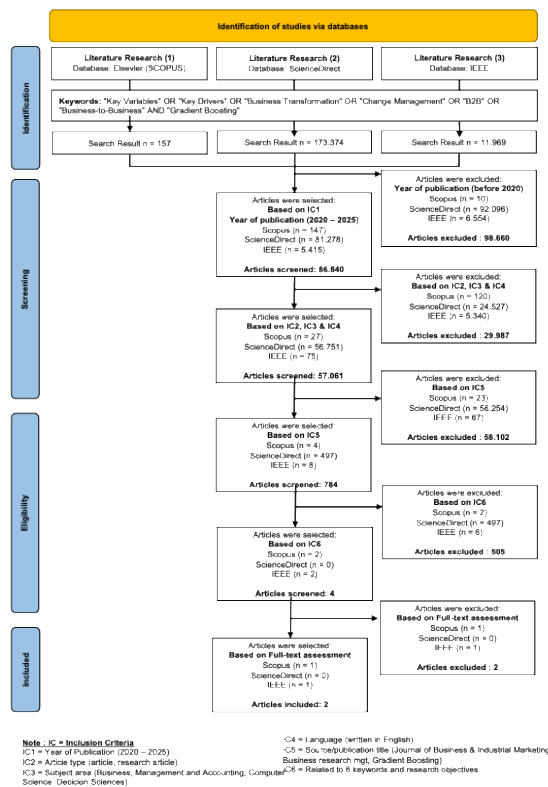 Identification of studies via databases
Identification
Literature Research (1)
Database: Elsevier (SCOPUS)
Literature Research (2)
Database: ScienceDirect
Literature Research (3)
Database: IEEE
Keywords: "Key Variables" OR "Key Drivers" OR "Business Transformation" OR "Change Management" OR "B2B" OR
"Business-to-Business" AND "Gradient Boosting"
Search Result n = 157
Search Result n = 173.374
Search Result n = 11.969
Screening
Articles were excluded:
Year of publication (before 2020)
Scopus (n = 10)
ScienceDirect (n = 92.096)
IEEE (n = 6.554)
Articles excluded : 98.660
Articles were selected:
Based on IC1
Year of publication (2020 – 2025)
Scopus (n = 147)
ScienceDirect (n = 81.278)
IEEE (n = 5.415)
Articles screened: 86.840
Articles were excluded:
Based on IC2, IC3 & IC4
Scopus (n = 120)
ScienceDirect (n = 24.527)
IEEE (n = 5.340)
Articles excluded : 29.987
Articles were selected:
Based on IC2, IC3 & IC4
Scopus (n = 27)
ScienceDirect (n = 56.751)
IEEE (n = 75)
Articles screened: 57.061
Articles were excluded:
Based on IC5
Scopus (n = 23)
ScienceDirect (n = 56.254)
IEEE (n = 67)
Articles excluded : 58.102
Eligibility
Articles were selected:
Based on IC5
Scopus (n = 4)
ScienceDirect (n = 497)
IEEE (n = 8)
Articles screened: 784
Articles were excluded:
Based on IC6
Scopus (n = 2)
ScienceDirect (n = 497)
IEEE (n = 6)
Articles excluded : 505
Articles were selected:
Based on IC6
Scopus (n = 2)
ScienceDirect (n = 0)
IEEE (n = 2)
Articles screened: 4
Articles were excluded:
Based on Full-text assessment
Scopus (n = 1)
ScienceDirect (n = 0)
IEEE (n = 1)
Articles excluded : 2
Included
Articles were selected:
Based on Full-text assessment
Scopus (n = 1)
ScienceDirect (n = 0)
IEEE (n = 1)
Articles included: 2
Note : IC = Inclusion Criteria
IC1 = Year of Publication (2020 – 2025)
IC2 = Article type (article, research article)
IC3 = Subject area (Business, Management and Accounting, Computer
Science, Decision Sciences)
IC4 = Language (written in English)
IC5 = Source/publication title (Journal of Business & Industrial Marketing
Business research mgt, Gradient Boosting)
IC6 = Related to 6 keywords and research objectives